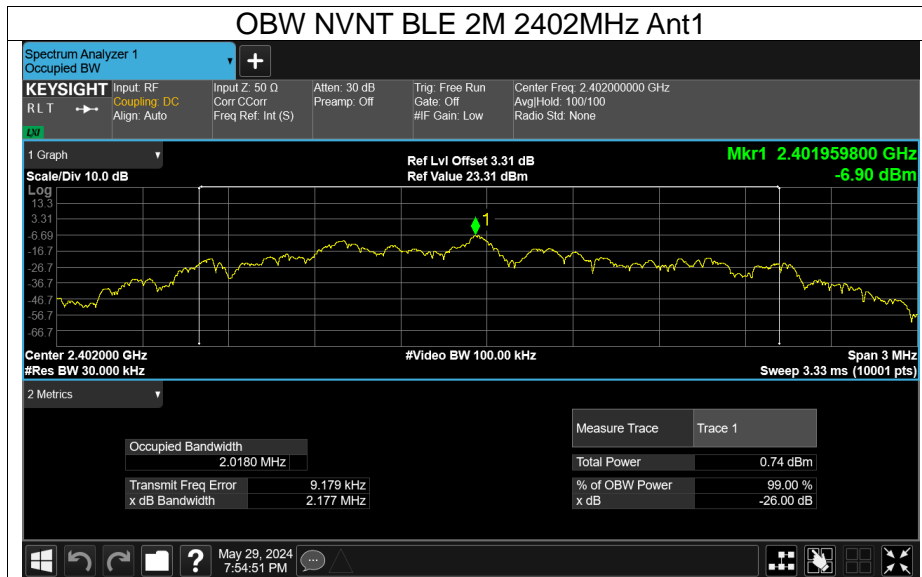 OBW NVNT BLE 2M 2402MHz Ant1
Spectrum Analyzer 1
Occupied BW
KEYSIGHT
R L T
LXI
Input: RF
Coupling: DC
Align: Auto
Input Z: 50 Ω
Corr CCorr
Freq Ref: Int (S)
Atten: 30 dB
Preamp: Off
Trig: Free Run
Gate: Off
#IF Gain: Low
Center Freq: 2.402000000 GHz
Avg|Hold: 100/100
Radio Std: None
1 Graph
Scale/Div 10.0 dB
Ref Lvl Offset 3.31 dB
Ref Value 23.31 dBm
Mkr1 2.401959800 GHz
-6.90 dBm
Log
13.3
3.31
-6.69
-16.7
-26.7
-36.7
-46.7
-56.7
-66.7
1
Center 2.402000 GHz
#Res BW 30.000 kHz
#Video BW 100.00 kHz
Span 3 MHz
Sweep 3.33 ms (10001 pts)
2 Metrics
Occupied Bandwidth
2.0180 MHz
Transmit Freq Error 9.179 kHz
x dB Bandwidth 2.177 MHz
Measure Trace Trace 1
Total Power 0.74 dBm
% of OBW Power 99.00 %
x dB -26.00 dB
?
May 29, 2024
7:54:51 PM